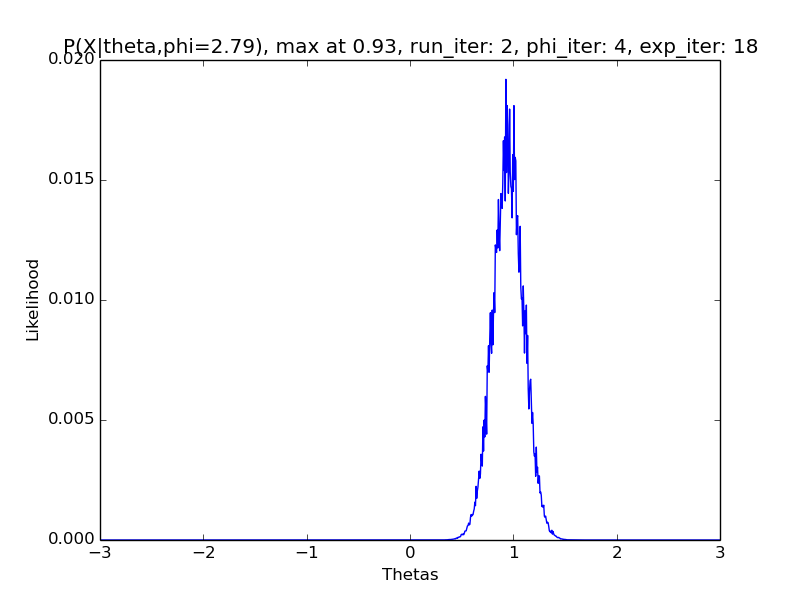 P(X|theta,phi=2.79), max at 0.93, run_iter: 2, phi_iter: 4, exp_iter: 18
0.020
0.015
0.010
0.005
0.000
Likelihood
−3 −2 −1 0 1 2 3
Thetas